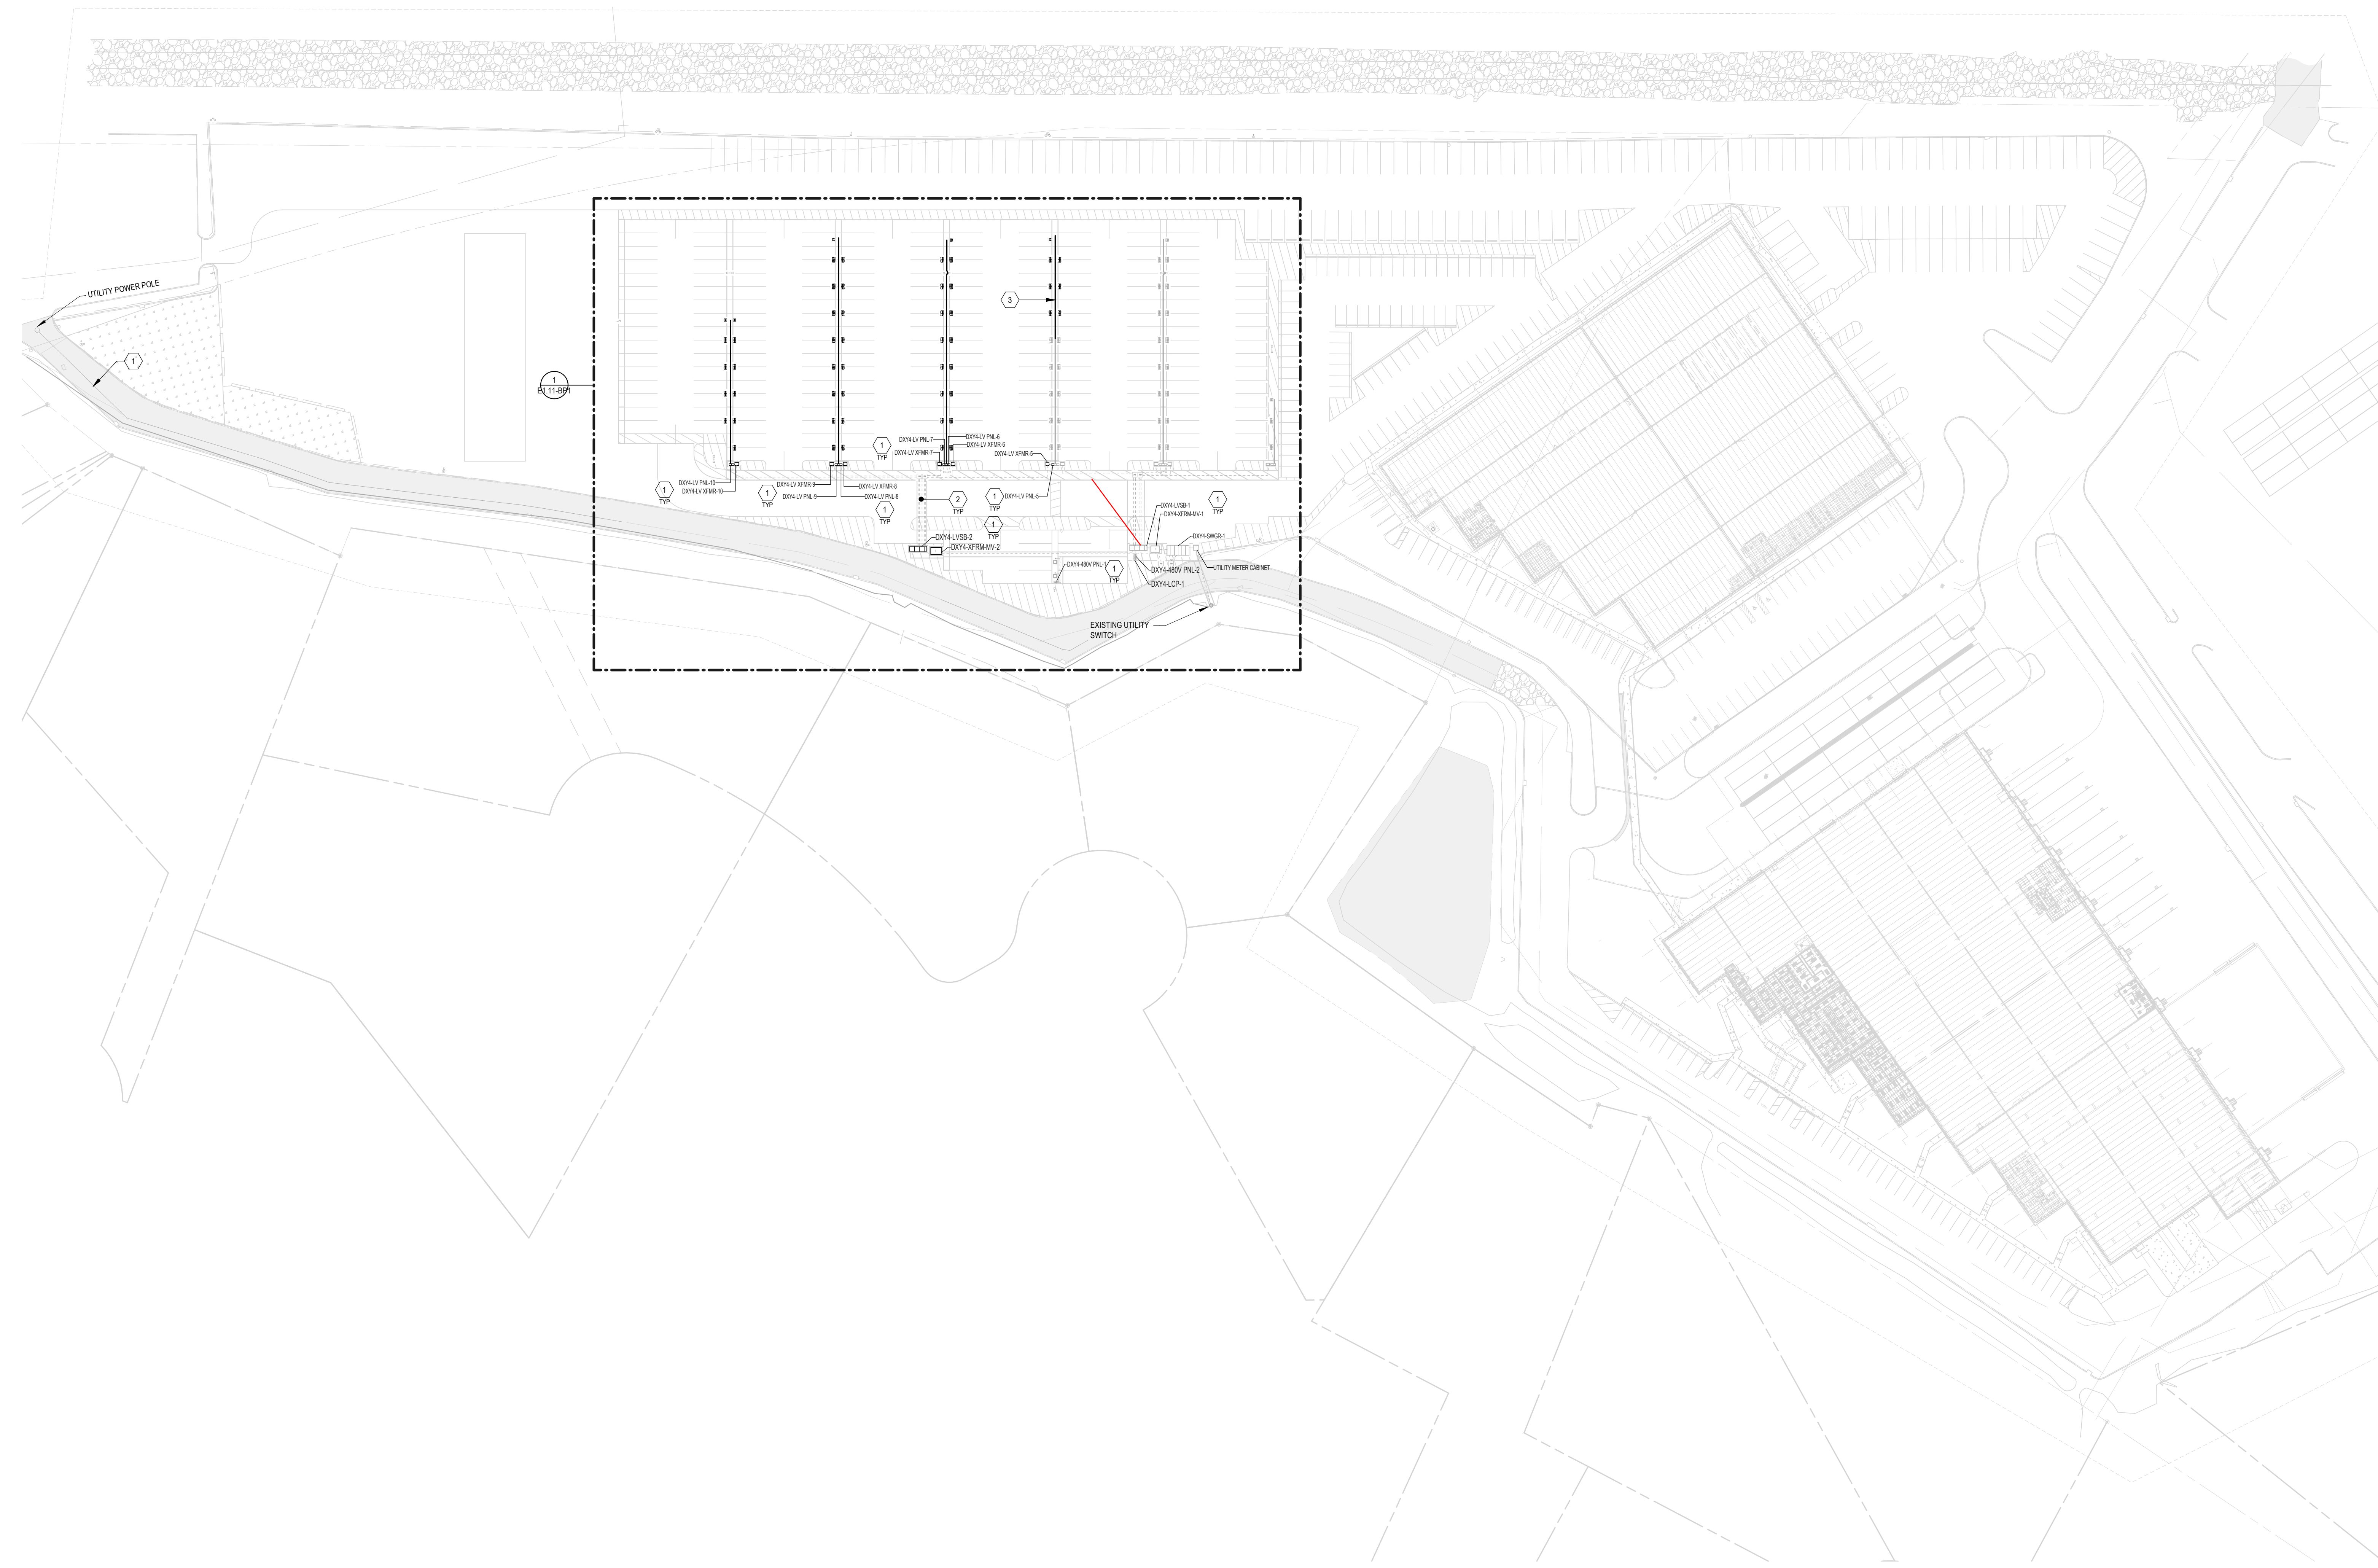 UTILITY POWER POLE
1
3
1
E1.11-BP1
1
TYP
DXY4-LV PNL-7
DXY4-LV XFMR-7
DXY4-LV PNL-6
DXY4-LV XFMR-6
DXY4-LV XFMR-5
DXY4-LV PNL-10
DXY4-LV XFMR-10
1
TYP
1
TYP
DXY4-LV XFMR-9
DXY4-LV PNL-9
DXY4-LV XFMR-8
DXY4-LV PNL-8
1
TYP
2
TYP
1
TYP
DXY4-LV PNL-5
1
TYP
1
TYP
DXY4-LVSB-1
DXY4-XFRM-MV-1
DXY4-LVSB-2
DXY4-XFRM-MV-2
DXY4-SWGR-1
DXY4-480V PNL-1
1
TYP
DXY4-480V PNL-2
DXY4-LCP-1
UTILITY METER CABINET
EXISTING UTILITY
SWITCH